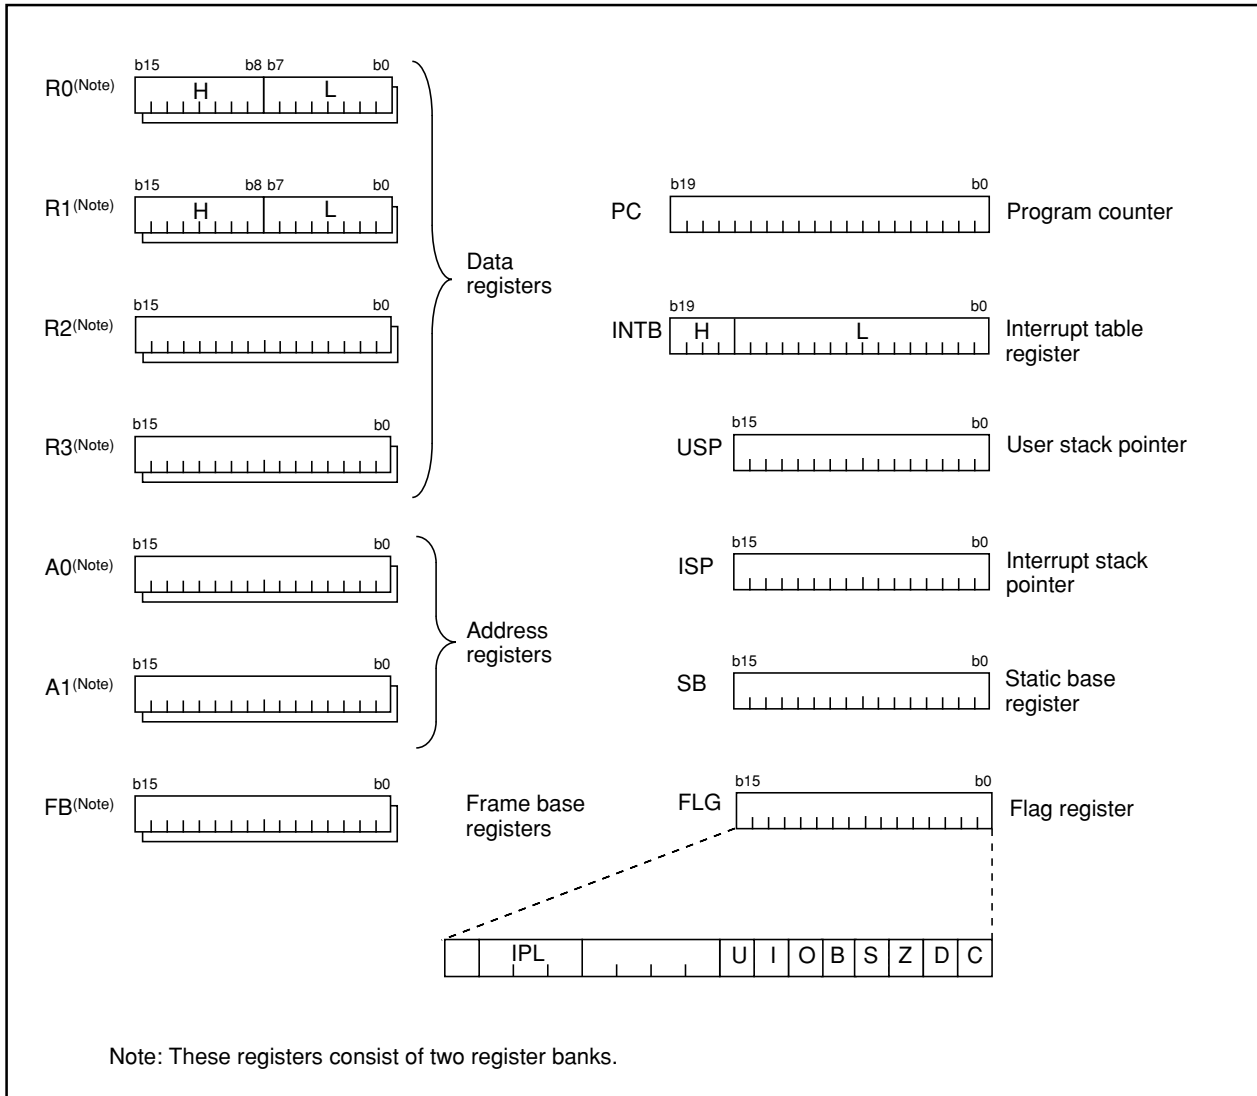 b15 b8 b7 b0
R0(Note) H L
b15 b8 b7 b0
R1(Note) H L
b15 b0
R2(Note)
b15 b0
R3(Note)
Data
registers
b15 b0
A0(Note)
b15 b0
A1(Note)
Address
registers
b15 b0
FB(Note)
Frame base
registers
b19 b0
PC Program counter
b19 b0
INTB H L Interrupt table
register
b15 b0
USP User stack pointer
b15 b0
ISP Interrupt stack
pointer
b15 b0
SB Static base
register
b15 b0
FLG Flag register
IPL U I O B S Z D C
Note: These registers consist of two register banks.